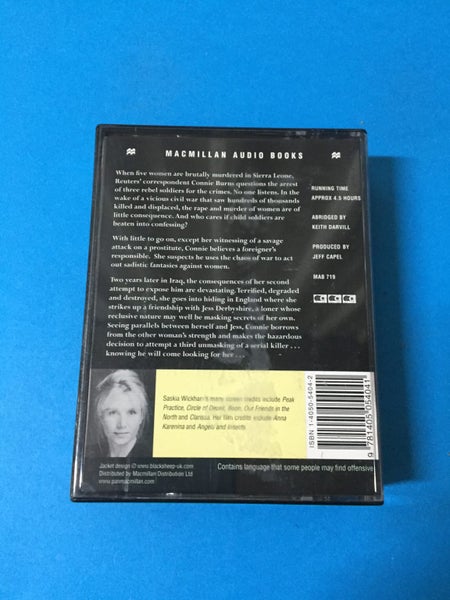 MACMILLAN AUDIO BOOKS
When five women are brutally murdered in Sierra Leone,
Reuters' correspondent Connie Burns questions the arrest
of three rebel soldiers for the crimes. No one listens. In the
wake of a vicious civil war that saw hundreds of thousands
killed and displaced, the rape and murder of women are of
little consequence. And who cares if child soldiers are
beaten into confessing?
With little to go on, except her witnessing of a savage
attack on a prostitute, Connie believes a foreigner's
responsible. She suspects he uses the chaos of war to act
out sadistic fantasies against women.
Two years later in Iraq, the consequences of her second
attempt to expose him are devastating. Terrified, degraded
and destroyed, she goes into hiding in England where she
strikes up a friendship with Jess Derbyshire, a loner whose
reclusive nature may well be masking secrets of her own.
Seeing parallels between herself and Jess, Connie borrows
from the other woman's strength and makes the hazardous
decision to attempt a third unmasking of a serial killer . . .
knowing he will come looking for her . . .
RUNNING TIME
APPROX 4.5 HOURS
ABRIDGED BY
KEITH DARVILL
PRODUCED BY
JEFF CAPEL
MAB 719
Saskia Wickham's many screen credits include Peak
Practice, Circle of Deceit, Boon, Our Friends in the
North and Clarissa. Her film credits include Anna
Karenina and Angels and Insects
ISBN 1-4050-5404-2
9 781405 054041
Jacket design © www.blacksheep-uk.com
Distributed by Macmillan Distribution Ltd
www.panmacmillan.com
Contains language that some people may find offensive